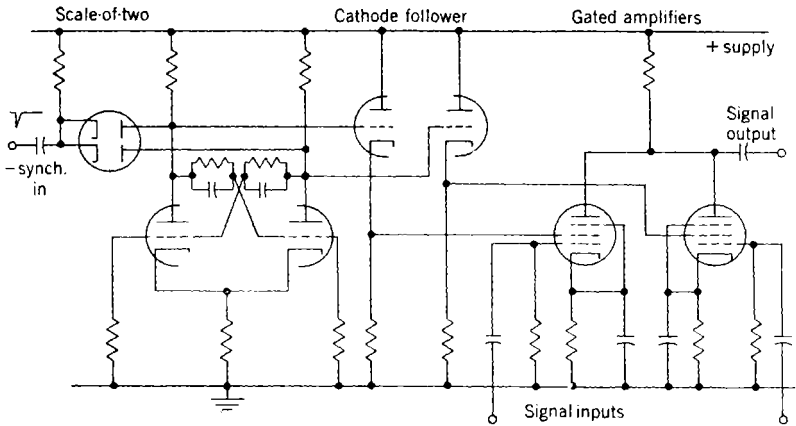 Scale-of-two
Cathode follower
Gated amplifiers
+ supply
Signal
output
– synch.
in
Signal inputs